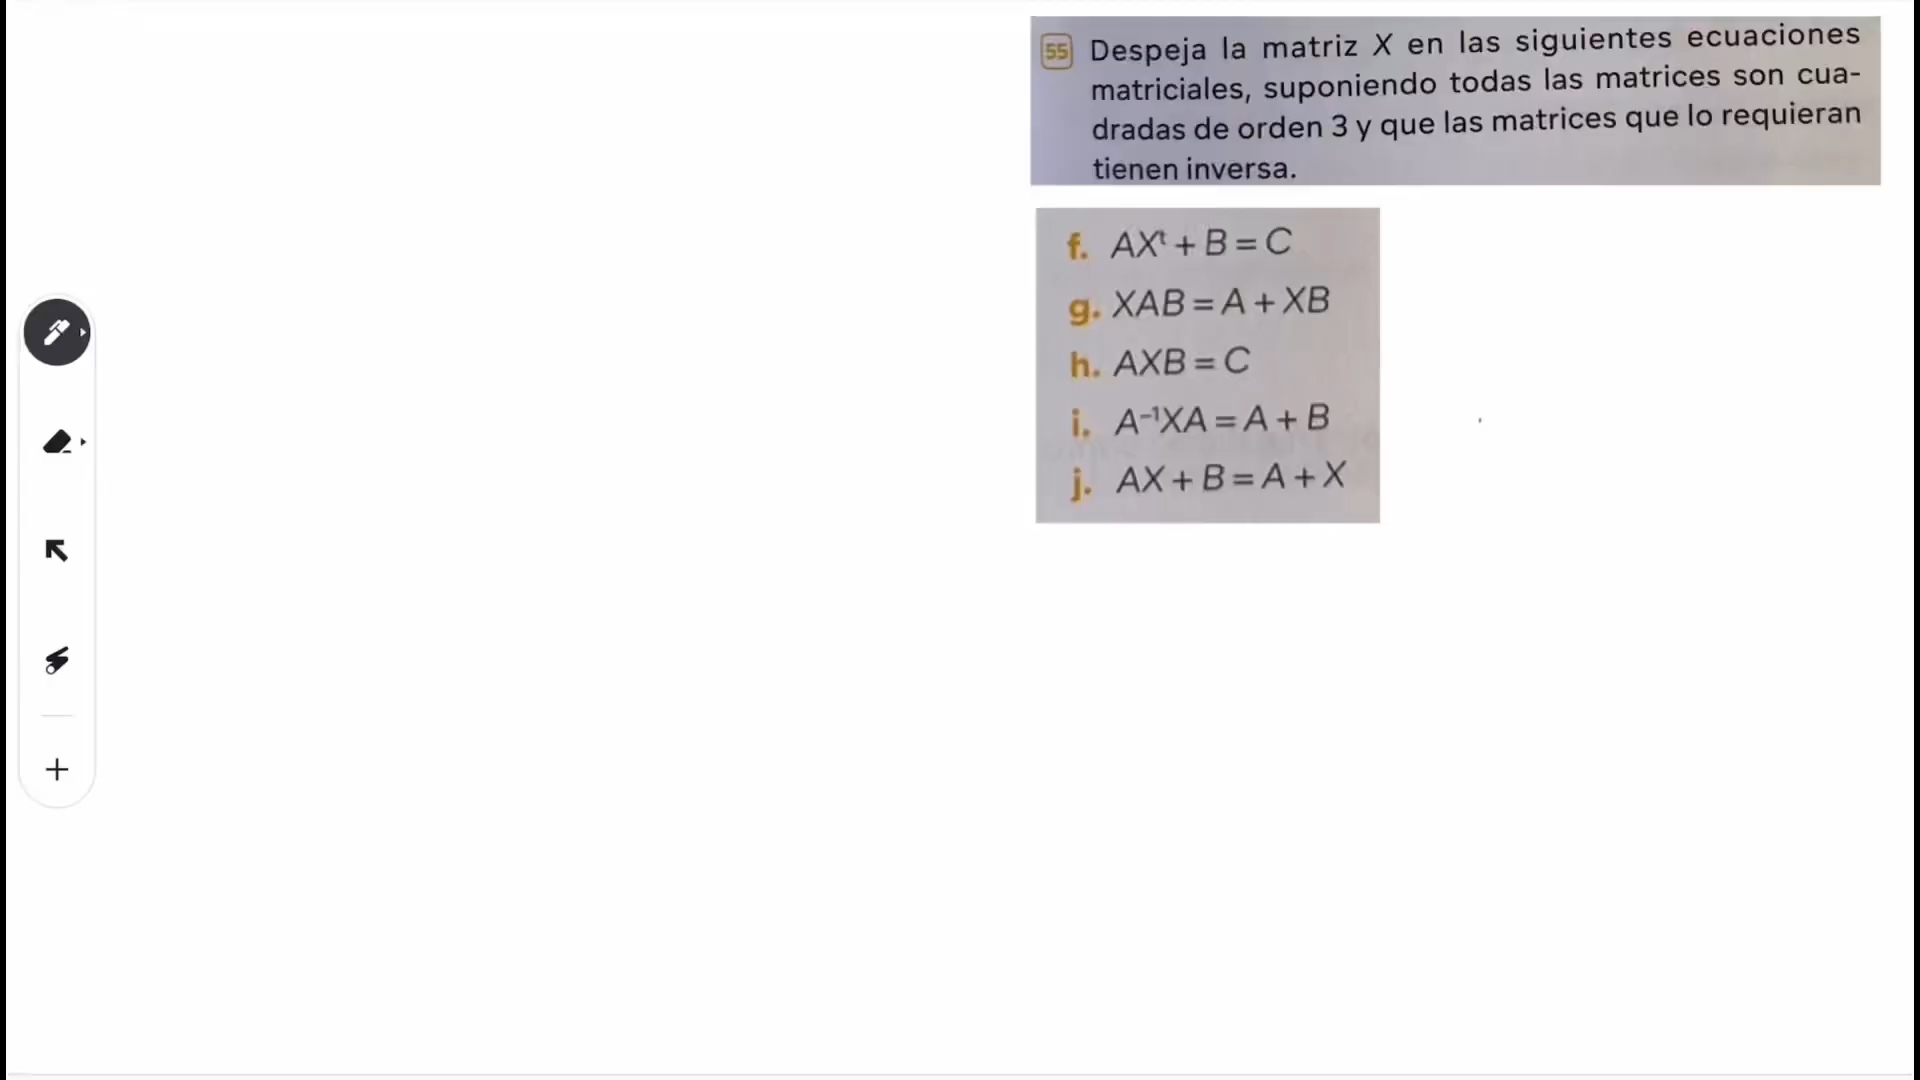 55 Despeja la matriz X en las siguientes ecuaciones
matriciales, suponiendo todas las matrices son cua-
dradas de orden 3 y que las matrices que lo requieran
tienen inversa.
f. AXᵗ + B = C
g. XAB = A + XB
h. AXB = C
i. A⁻¹XA = A + B
j. AX + B = A + X